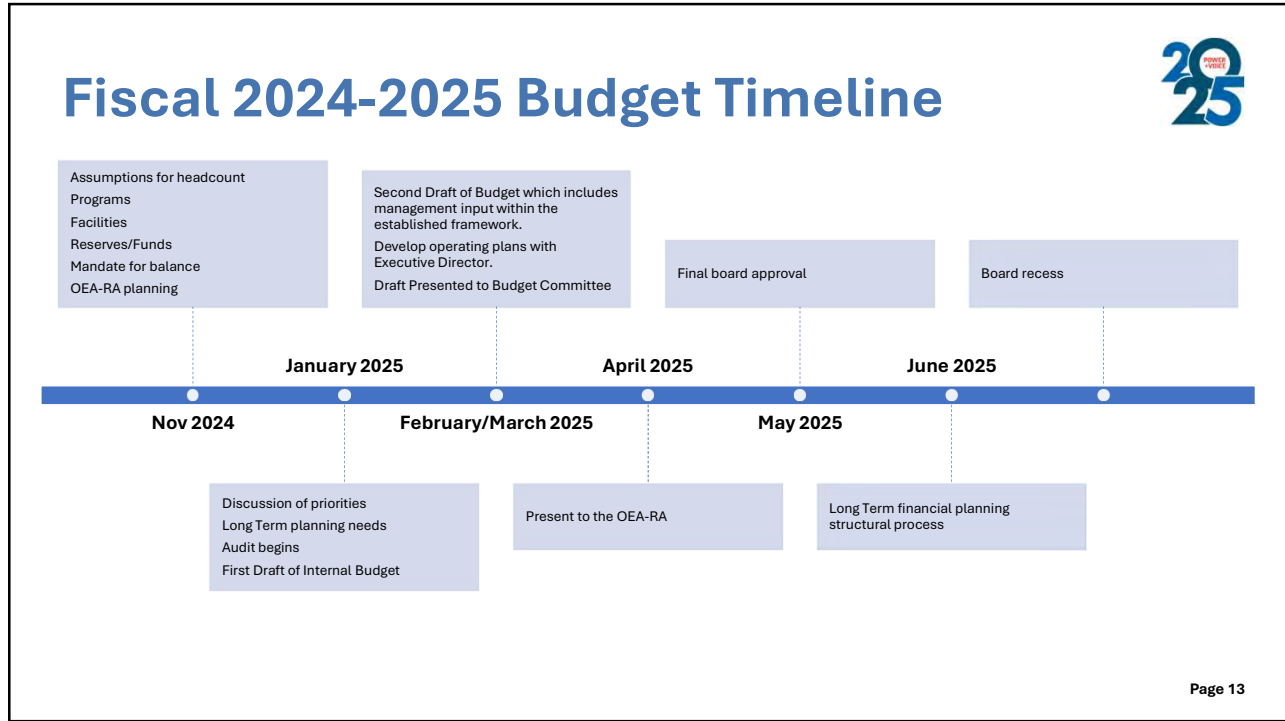 Fiscal 2024-2025 Budget Timeline
20
POWER
+VOICE
25
Assumptions for headcount
Programs
Facilities
Reserves/Funds
Mandate for balance
OEA-RA planning
Second Draft of Budget which includes
management input within the
established framework.
Develop operating plans with
Executive Director.
Draft Presented to Budget Committee
Final board approval
Board recess
January 2025
April 2025
June 2025
Nov 2024
February/March 2025
May 2025
Discussion of priorities
Long Term planning needs
Audit begins
First Draft of Internal Budget
Present to the OEA-RA
Long Term financial planning
structural process
Page 13